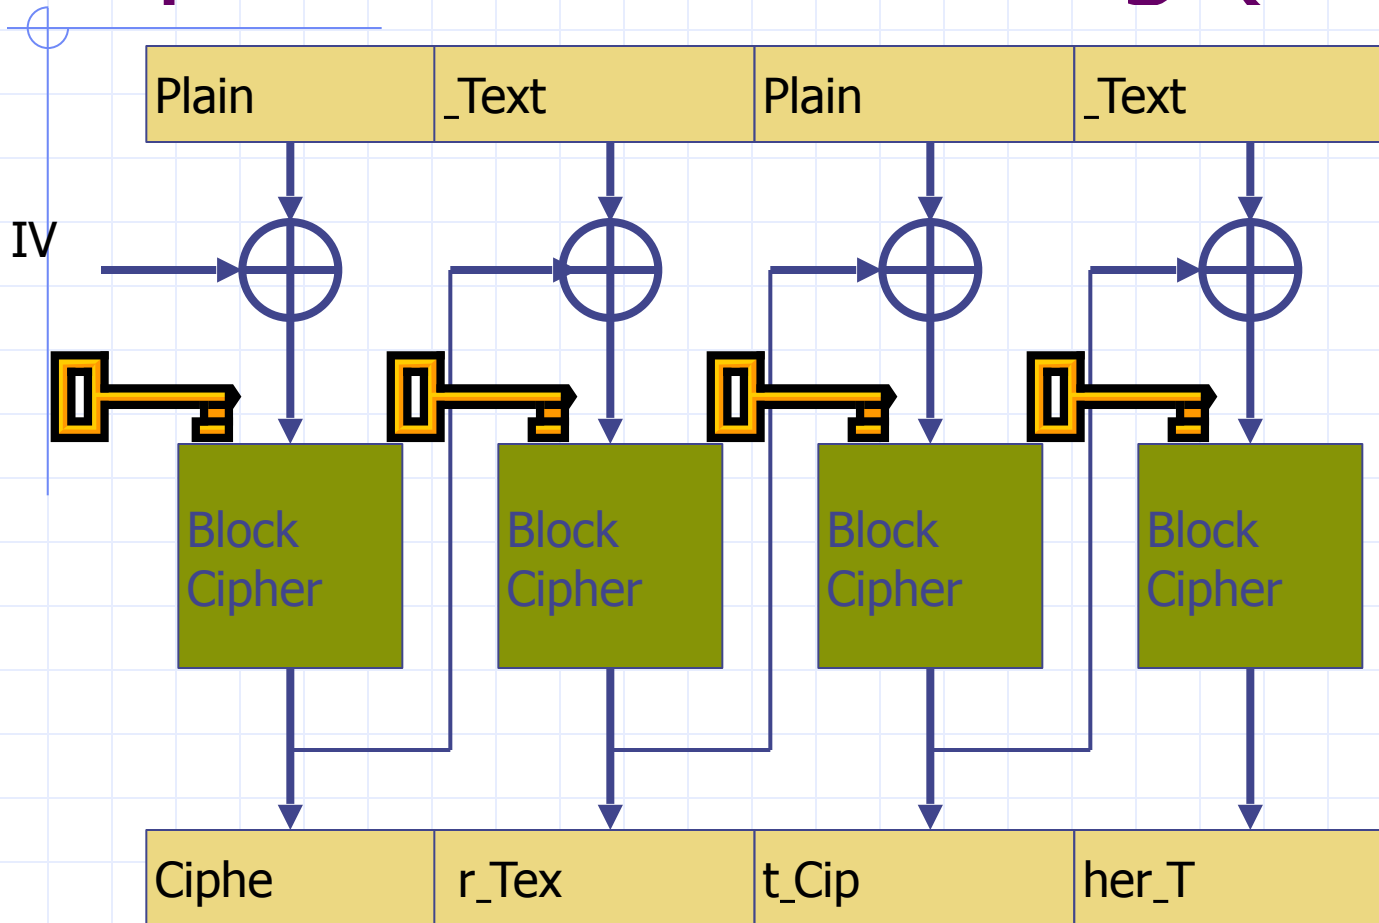 Plain _Text Plain _Text
IV
Block Block Block Block
Cipher Cipher Cipher Cipher
Ciphe r_Tex t_Cip her_T